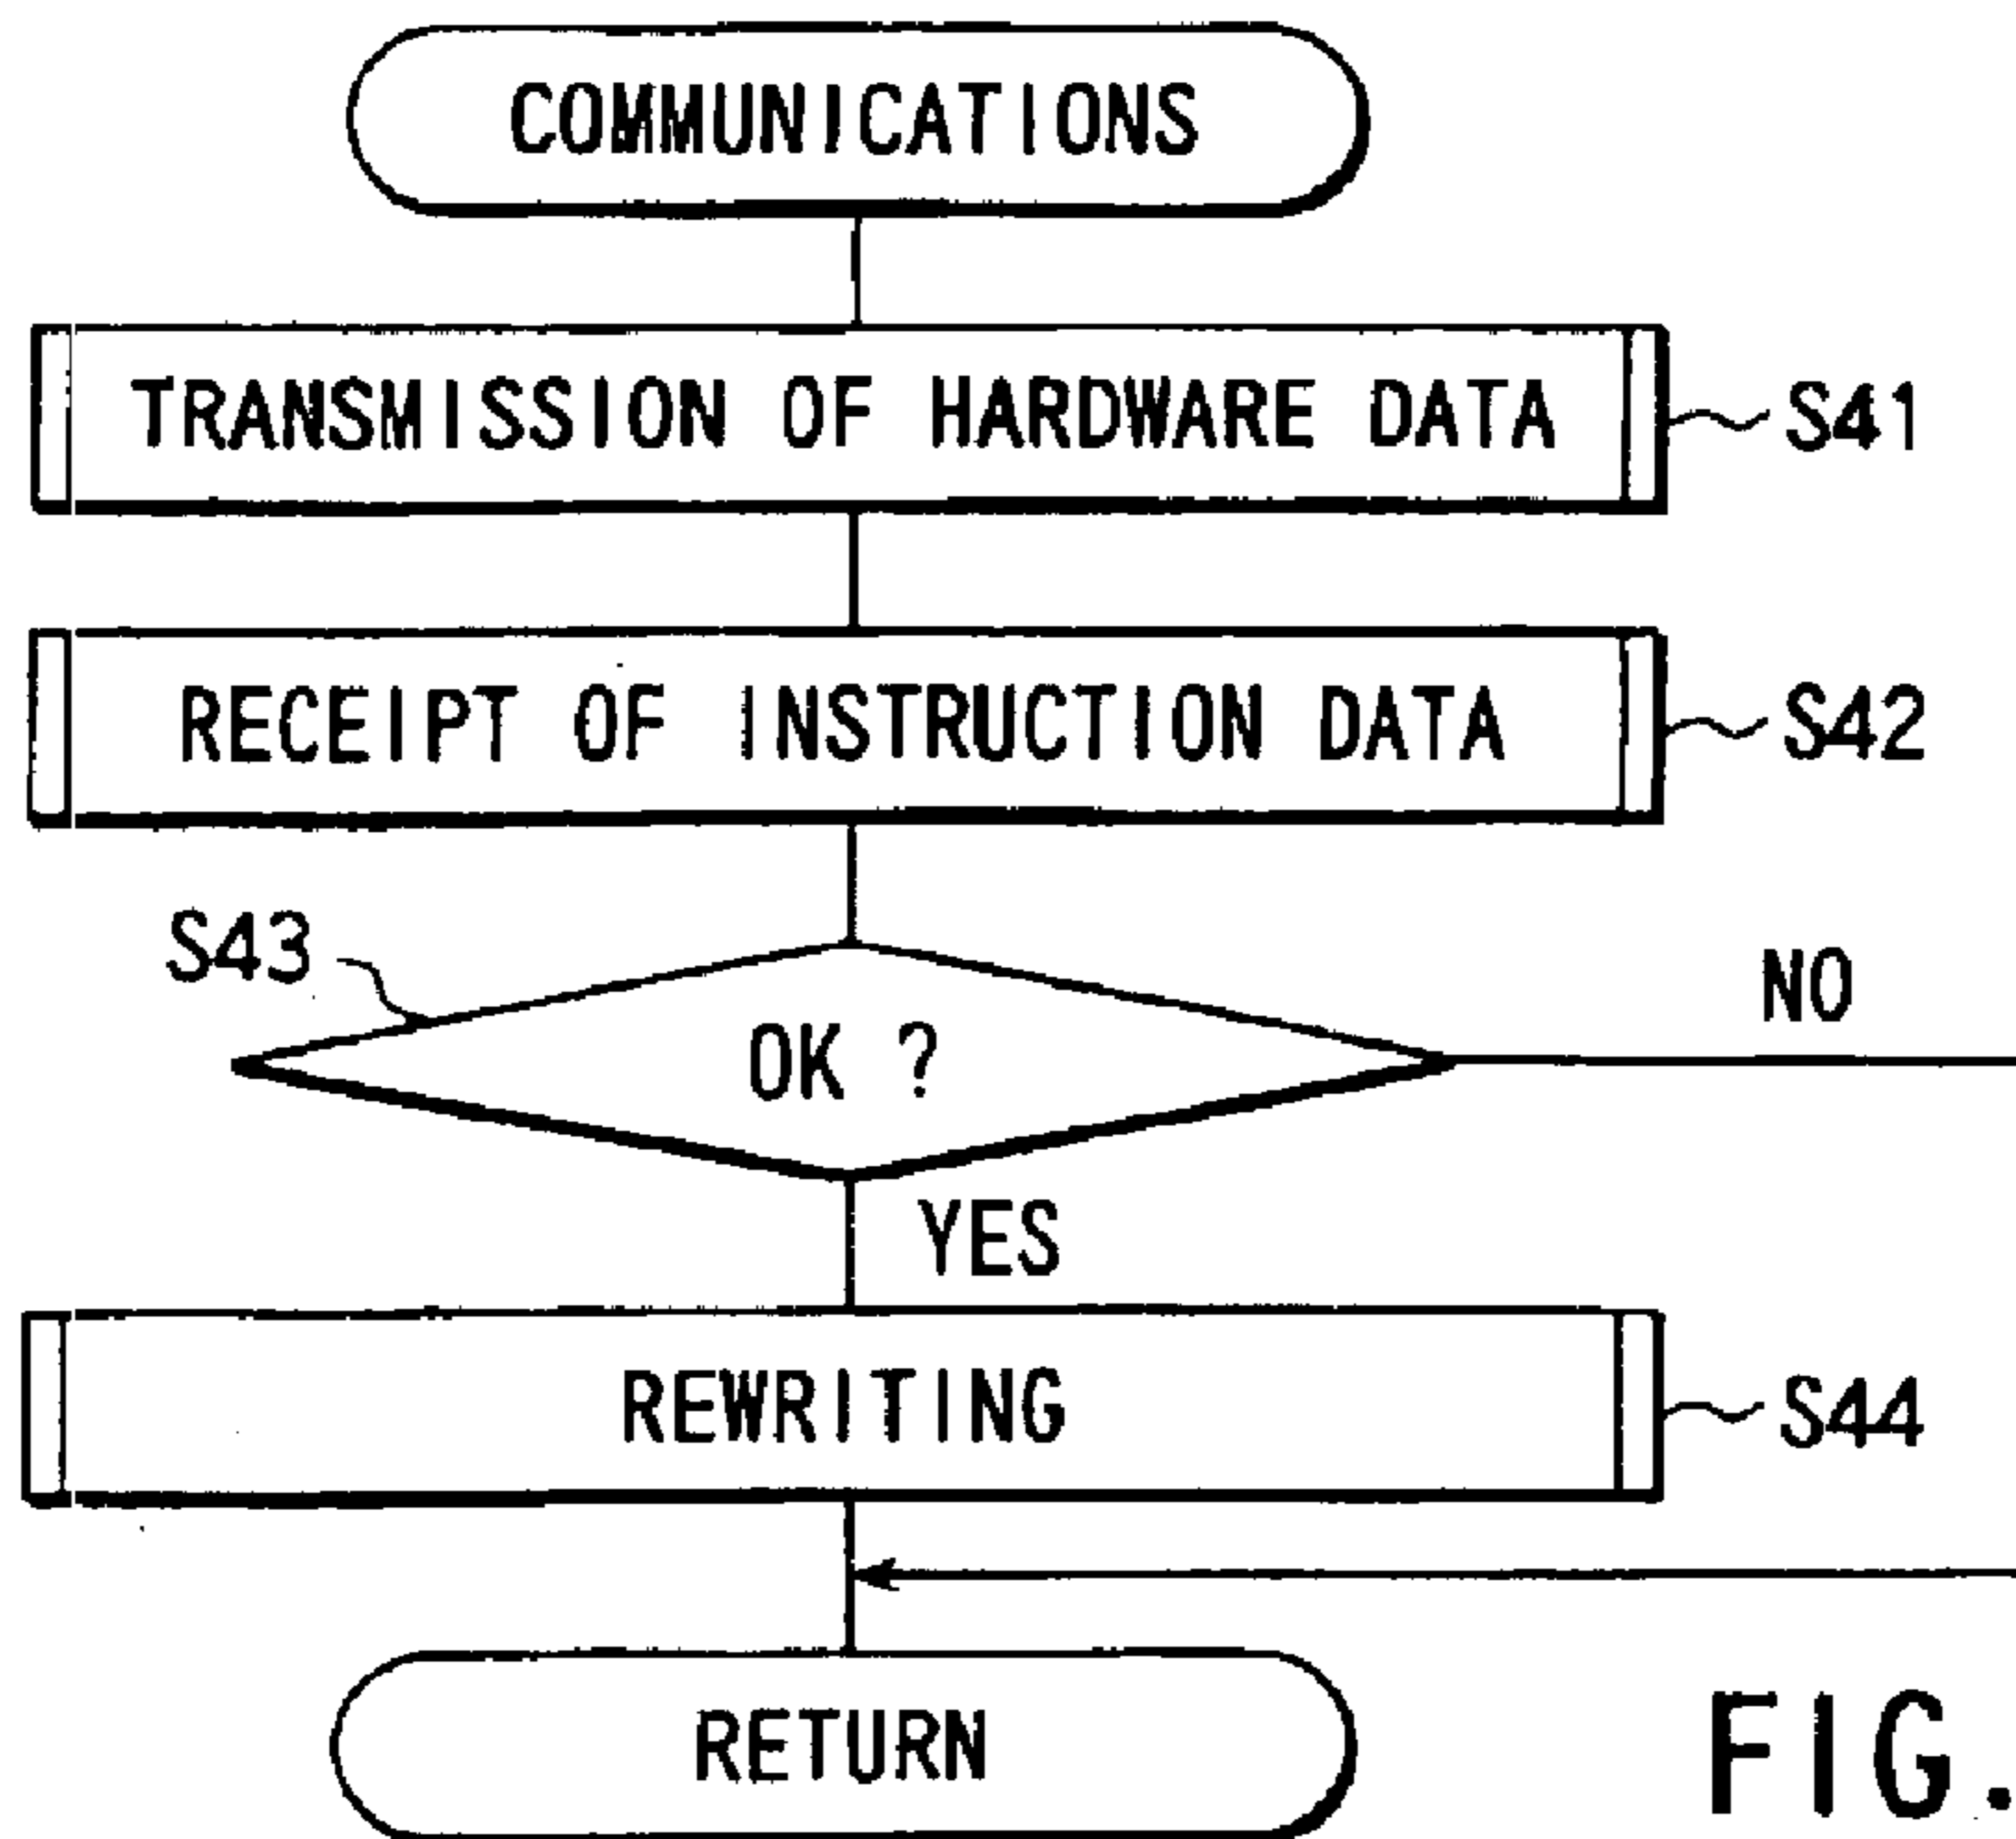 COMMUNICATIONS
TRANSMISSION OF HARDWARE DATA
S41
RECEIPT OF INSTRUCTION DATA
S42
S43
OK ?
NO
YES
REWRITING
S44
RETURN
FIG.